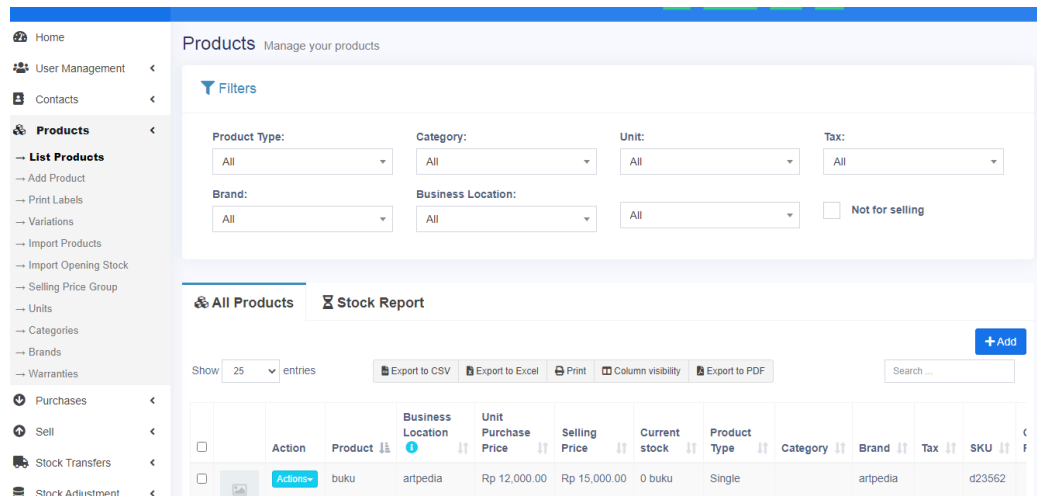 Home
User Management
Contacts
Products
→ List Products
→ Add Product
→ Print Labels
→ Variations
→ Import Products
→ Import Opening Stock
→ Selling Price Group
→ Units
→ Categories
→ Brands
→ Warranties
Purchases
Sell
Stock Transfers
Stock Adjustment
Products Manage your products
Filters
Product Type: Category: Unit: Tax:
All All All All
Brand: Business Location:
All All All Not for selling
All Products Stock Report
+ Add
Show 25 entries Export to CSV Export to Excel Print Column visibility Export to PDF Search ...
Action Product Business Location Unit Purchase Price Selling Price Current stock Product Type Category Brand Tax SKU
Actions buku artpedia Rp 12,000.00 Rp 15,000.00 0 buku Single artpedia d23562